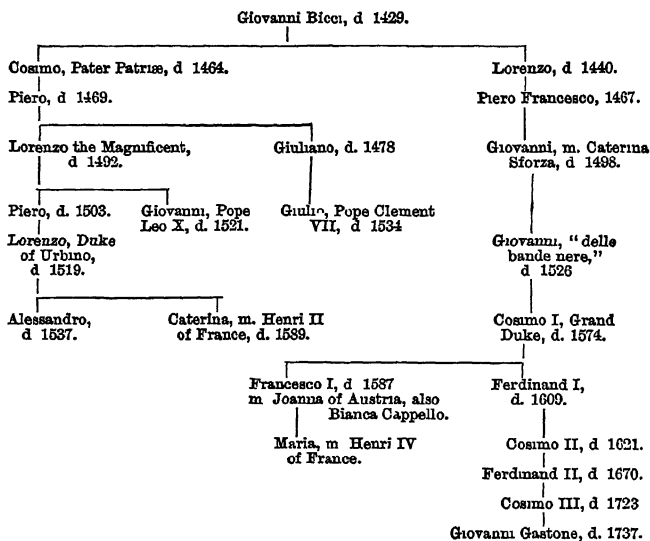 Giovanni Bicci, d 1429.
Cosimo, Pater Patriæ, d 1464.
Lorenzo, d 1440.
Piero, d 1469.
Piero Francesco, 1467.
Lorenzo the Magnificent,
d 1492.
Giuliano, d. 1478
Giovanni, m. Caterina
Sforza, d 1498.
Piero, d. 1503.
Giovanni, Pope
Leo X, d. 1521.
Giulio, Pope Clement
VII, d 1534
Lorenzo, Duke
of Urbino,
d 1519.
Giovanni, "delle
bande nere,"
d 1526
Alessandro,
d 1537.
Caterina, m. Henri II
of France, d. 1589.
Cosimo I, Grand
Duke, d. 1574.
Francesco I, d 1587
m Joanna of Austria, also
Bianca Cappello.
Ferdinand I,
d. 1609.
Maria, m Henri IV
of France.
Cosimo II, d 1621.
Ferdinand II, d 1670.
Cosimo III, d 1723
Giovanni Gastone, d. 1737.